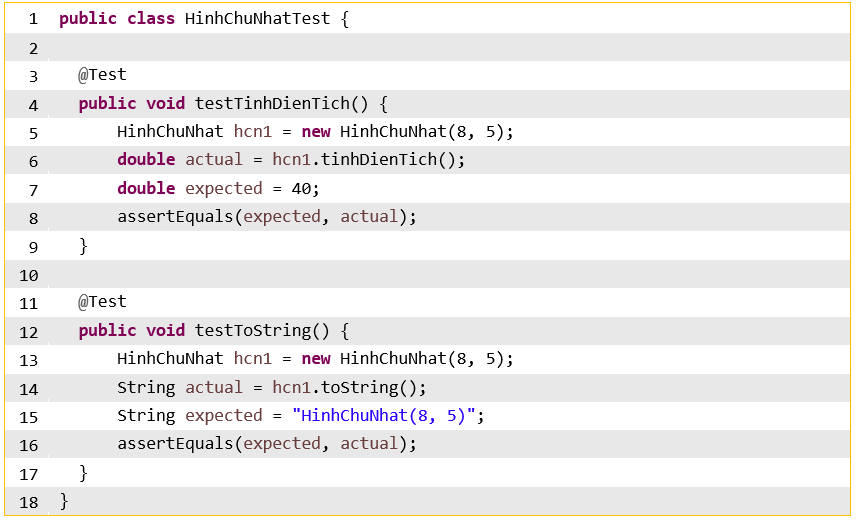 1 public class HinhChuNhatTest {
2
3 @Test
4 public void testTinhDienTich() {
5 HinhChuNhat hcn1 = new HinhChuNhat(8, 5);
6 double actual = hcn1.tinhDienTich();
7 double expected = 40;
8 assertEquals(expected, actual);
9 }
10
11 @Test
12 public void testToString() {
13 HinhChuNhat hcn1 = new HinhChuNhat(8, 5);
14 String actual = hcn1.toString();
15 String expected = "HinhChuNhat(8, 5)";
16 assertEquals(expected, actual);
17 }
18 }